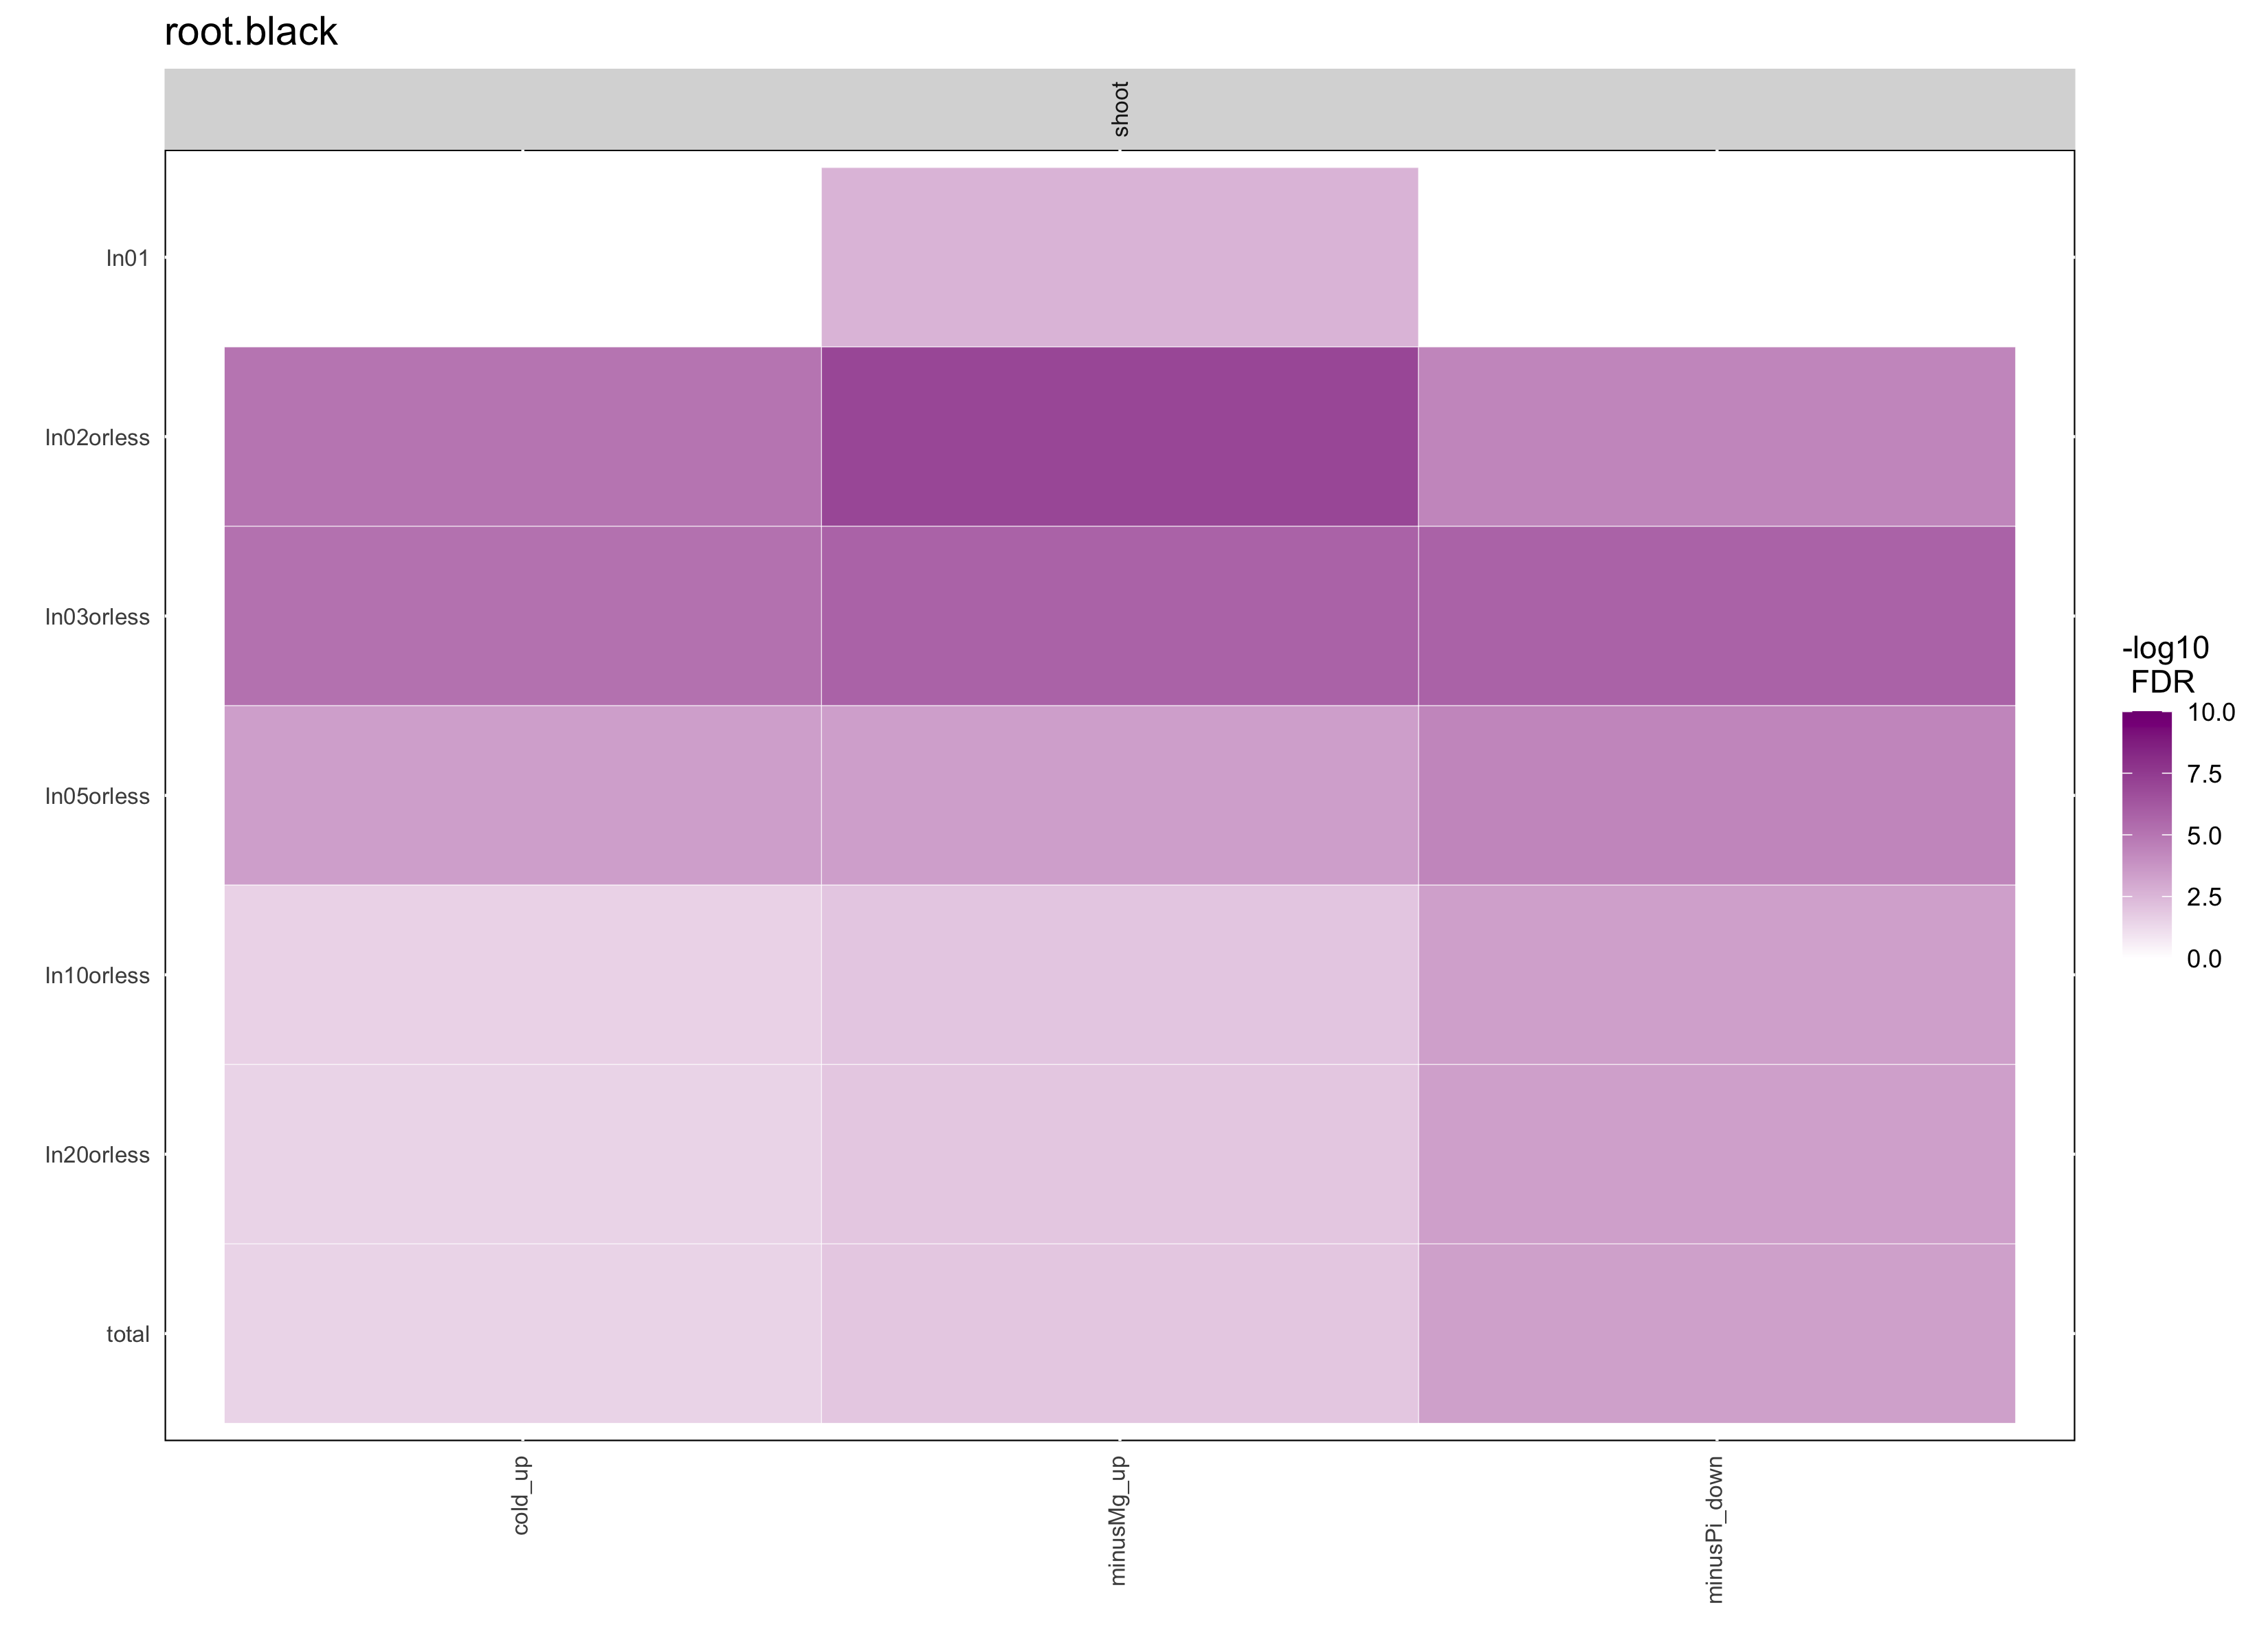 root.black
shoot
In01
In02orless
In03orless
In05orless
In10orless
In20orless
total
cold_up
minusMg_up
minusPi_down
-log10
FDR
10.0
7.5
5.0
2.5
0.0